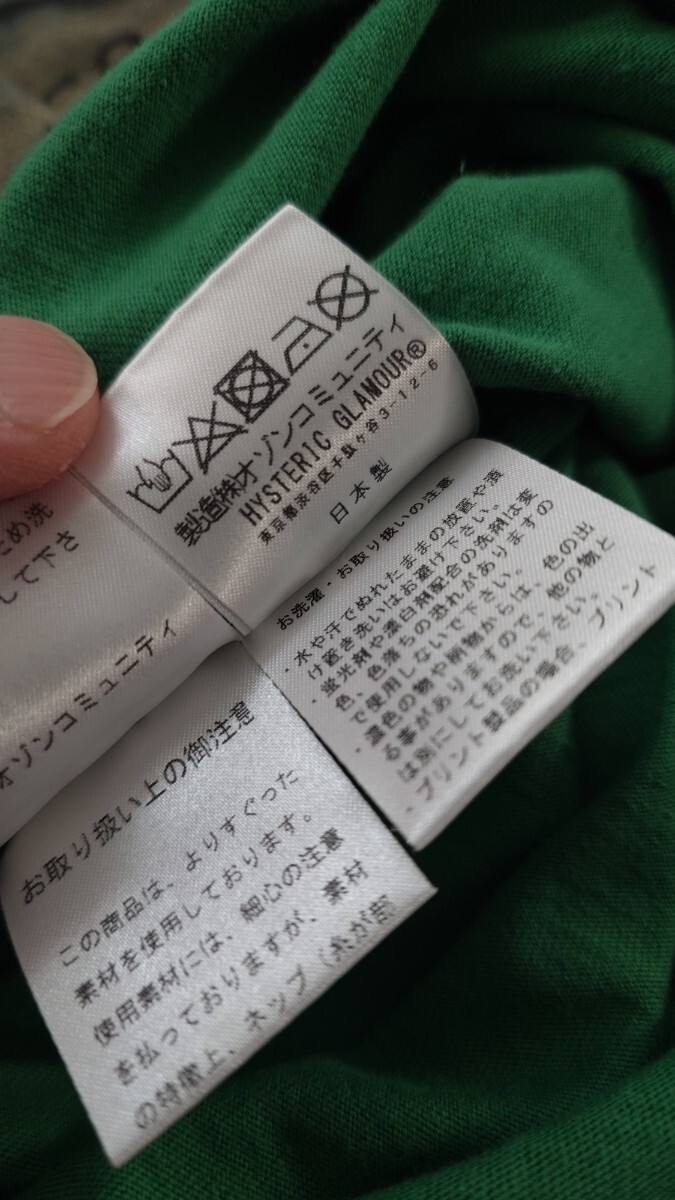 製造㈱オゾンコミュニティ
HYSTERIC GLAMOUR®
東京都渋谷区千駄ヶ谷3-12-6
日本製
お洗濯・お取り扱いの注意
・水や汗でぬれたままの放置や漬
け置き洗いはお避け下さい。
・蛍光剤や漂白剤配合の洗剤は変
色、色落ちの恐れがありますの
で使用しないで下さい。
・濃色の物や柄物からは、色の出
る事がありますので、他の物と
は別にしてお洗い下さい。
・プリント製品の場合、プリント
ため洗
して下さ
オゾンコミュニティ
お取り扱い上の御注意
この商品は、よりすぐった
素材を使用しております。
使用素材には、細心の注意
を払っておりますが、素材
の特徴上、ネップ（糸が部